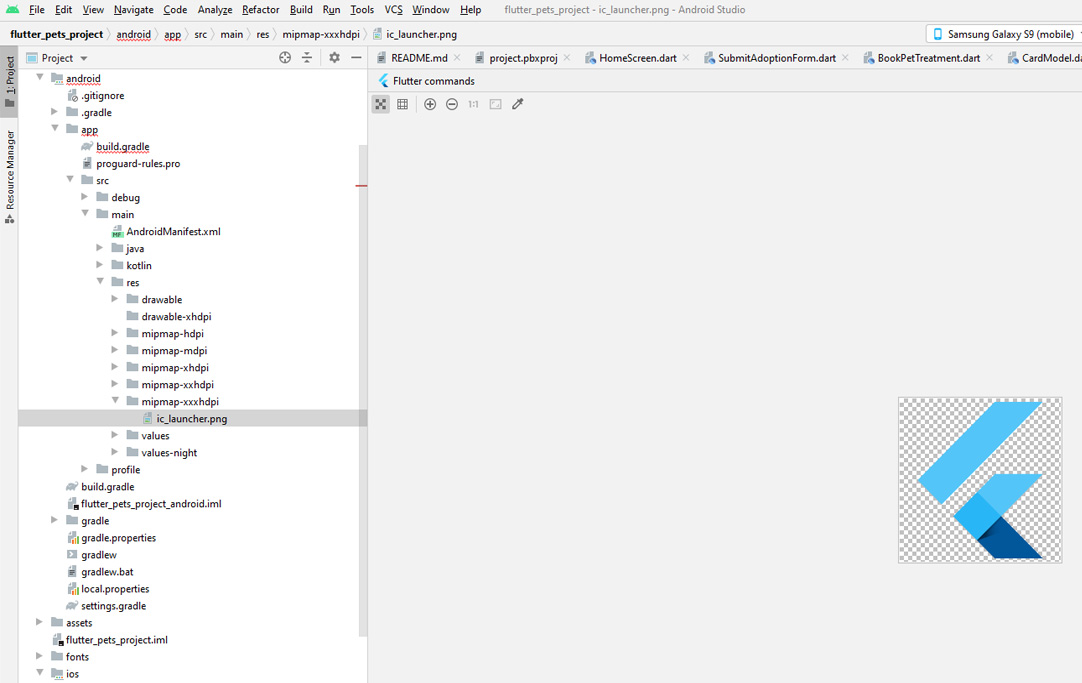 File Edit View Navigate Code Analyze Refactor Build Run Tools VCS Window Help flutter_pets_project - ic_launcher.png - Android Studio
flutter_pets_project android app src main res mipmap-xxxhdpi ic_launcher.png Samsung Galaxy S9 (mobile)
1: Project
Resource Manager
Project
README.md project.pbxproj HomeScreen.dart SubmitAdoptionForm.dart BookPetTreatment.dart CardModel.da
Flutter commands
1:1
android
.gitignore
.gradle
app
build.gradle
proguard-rules.pro
src
debug
main
MF AndroidManifest.xml
java
kotlin
res
drawable
drawable-xhdpi
mipmap-hdpi
mipmap-mdpi
mipmap-xhdpi
mipmap-xxhdpi
mipmap-xxxhdpi
ic_launcher.png
values
values-night
profile
build.gradle
flutter_pets_project_android.iml
gradle
gradle.properties
gradlew
gradlew.bat
local.properties
settings.gradle
assets
flutter_pets_project.iml
fonts
ios